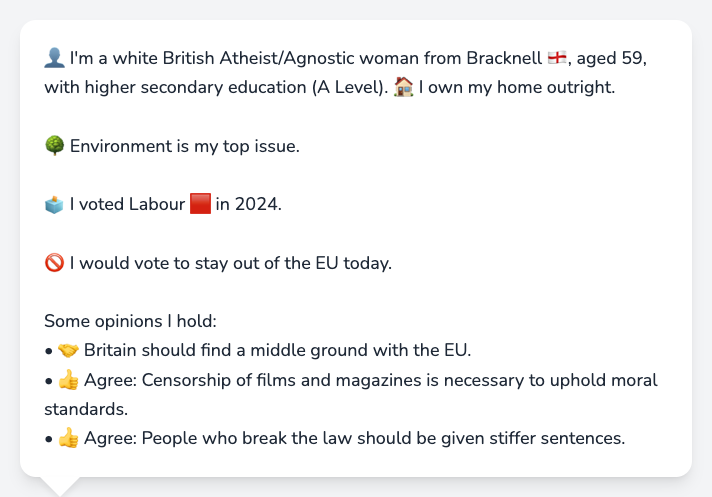 👤 I'm a white British Atheist/Agnostic woman from Bracknell 🏴󠁧󠁢󠁥󠁮󠁧󠁿, aged 59,
with higher secondary education (A Level). 🏠 I own my home outright.
🌳 Environment is my top issue.
🗳️ I voted Labour 🟥 in 2024.
🚫 I would vote to stay out of the EU today.
Some opinions I hold:
• 🤝 Britain should find a middle ground with the EU.
• 👍 Agree: Censorship of films and magazines is necessary to uphold moral
standards.
• 👍 Agree: People who break the law should be given stiffer sentences.